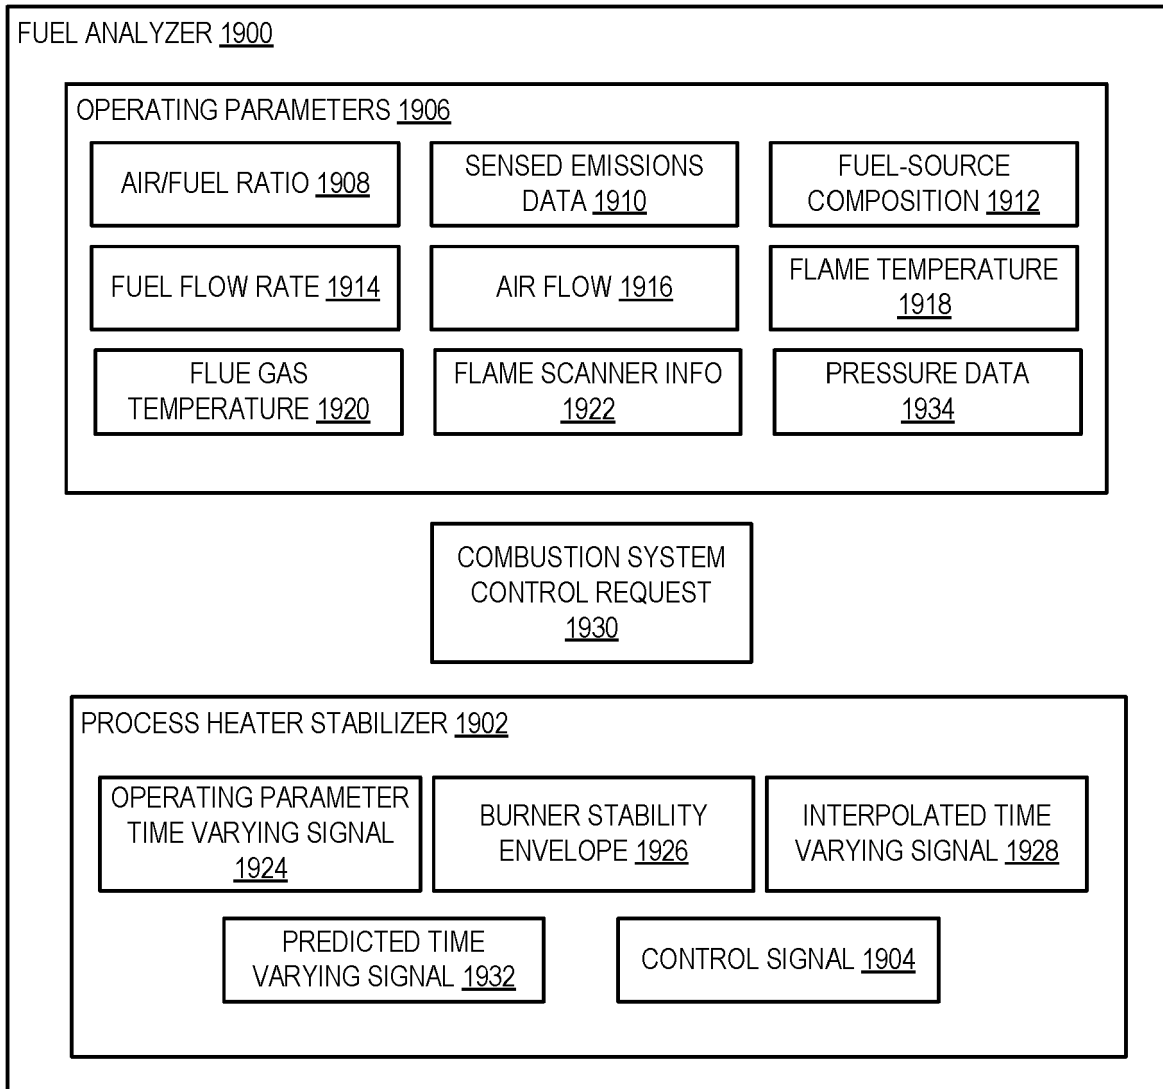 FUEL ANALYZER 1900
OPERATING PARAMETERS 1906
AIR/FUEL RATIO 1908
SENSED EMISSIONS
DATA 1910
FUEL-SOURCE
COMPOSITION 1912
FUEL FLOW RATE 1914
AIR FLOW 1916
FLAME TEMPERATURE
1918
FLUE GAS
TEMPERATURE 1920
FLAME SCANNER INFO
1922
PRESSURE DATA
1934
COMBUSTION SYSTEM
CONTROL REQUEST
1930
PROCESS HEATER STABILIZER 1902
OPERATING PARAMETER
TIME VARYING SIGNAL
1924
BURNER STABILITY
ENVELOPE 1926
INTERPOLATED TIME
VARYING SIGNAL 1928
PREDICTED TIME
VARYING SIGNAL 1932
CONTROL SIGNAL 1904